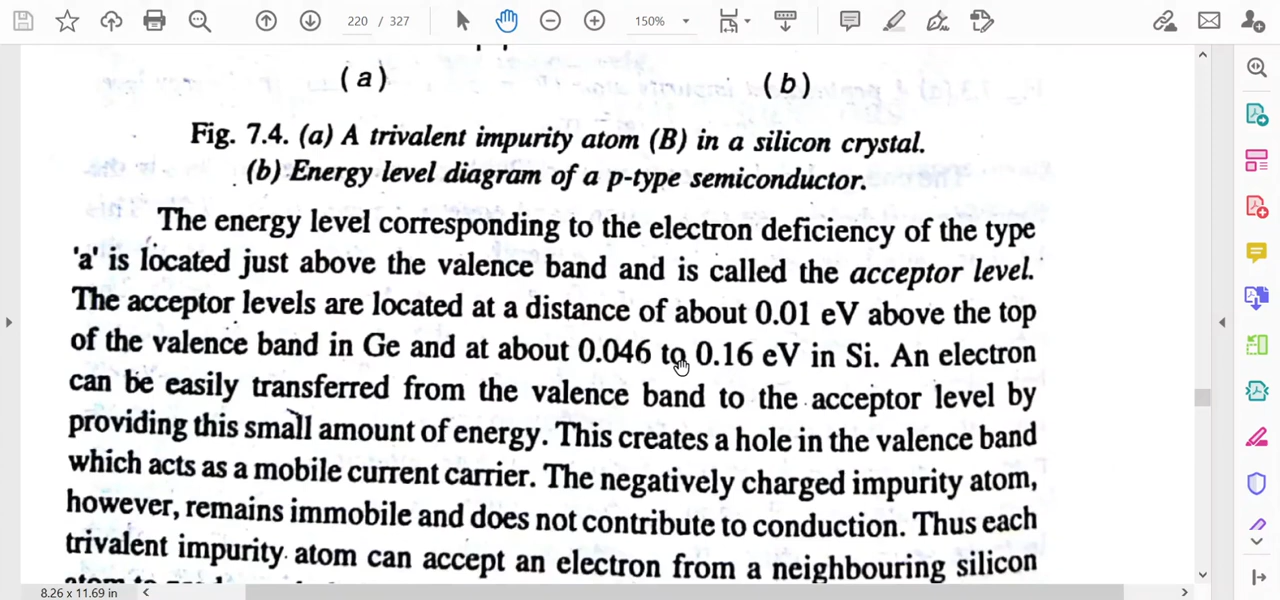 220 / 327
150%
(a)
(b)
Fig. 7.4. (a) A trivalent impurity atom (B) in a silicon crystal.
(b) Energy level diagram of a p-type semiconductor.
The energy level corresponding to the electron deficiency of the type
'a' is located just above the valence band and is called the acceptor level.
The acceptor levels are located at a distance of about 0.01 eV above the top
of the valence band in Ge and at about 0.046 to 0.16 eV in Si. An electron
can be easily transferred from the valence band to the acceptor level by
providing this small amount of energy. This creates a hole in the valence band
which acts as a mobile current carrier. The negatively charged impurity atom,
however, remains immobile and does not contribute to conduction. Thus each
trivalent impurity atom can accept an electron from a neighbouring silicon
8.26 x 11.69 in